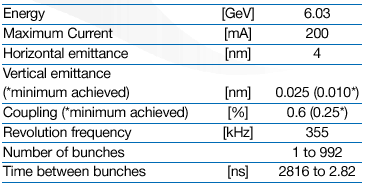 Energy [GeV] 6.03
Maximum Current [mA] 200
Horizontal emittance [nm] 4
Vertical emittance
(*minimum achieved) [nm] 0.025 (0.010*)
Coupling (*minimum achieved) [%] 0.6 (0.25*)
Revolution frequency [kHz] 355
Number of bunches 1 to 992
Time between bunches [ns] 2816 to 2.82